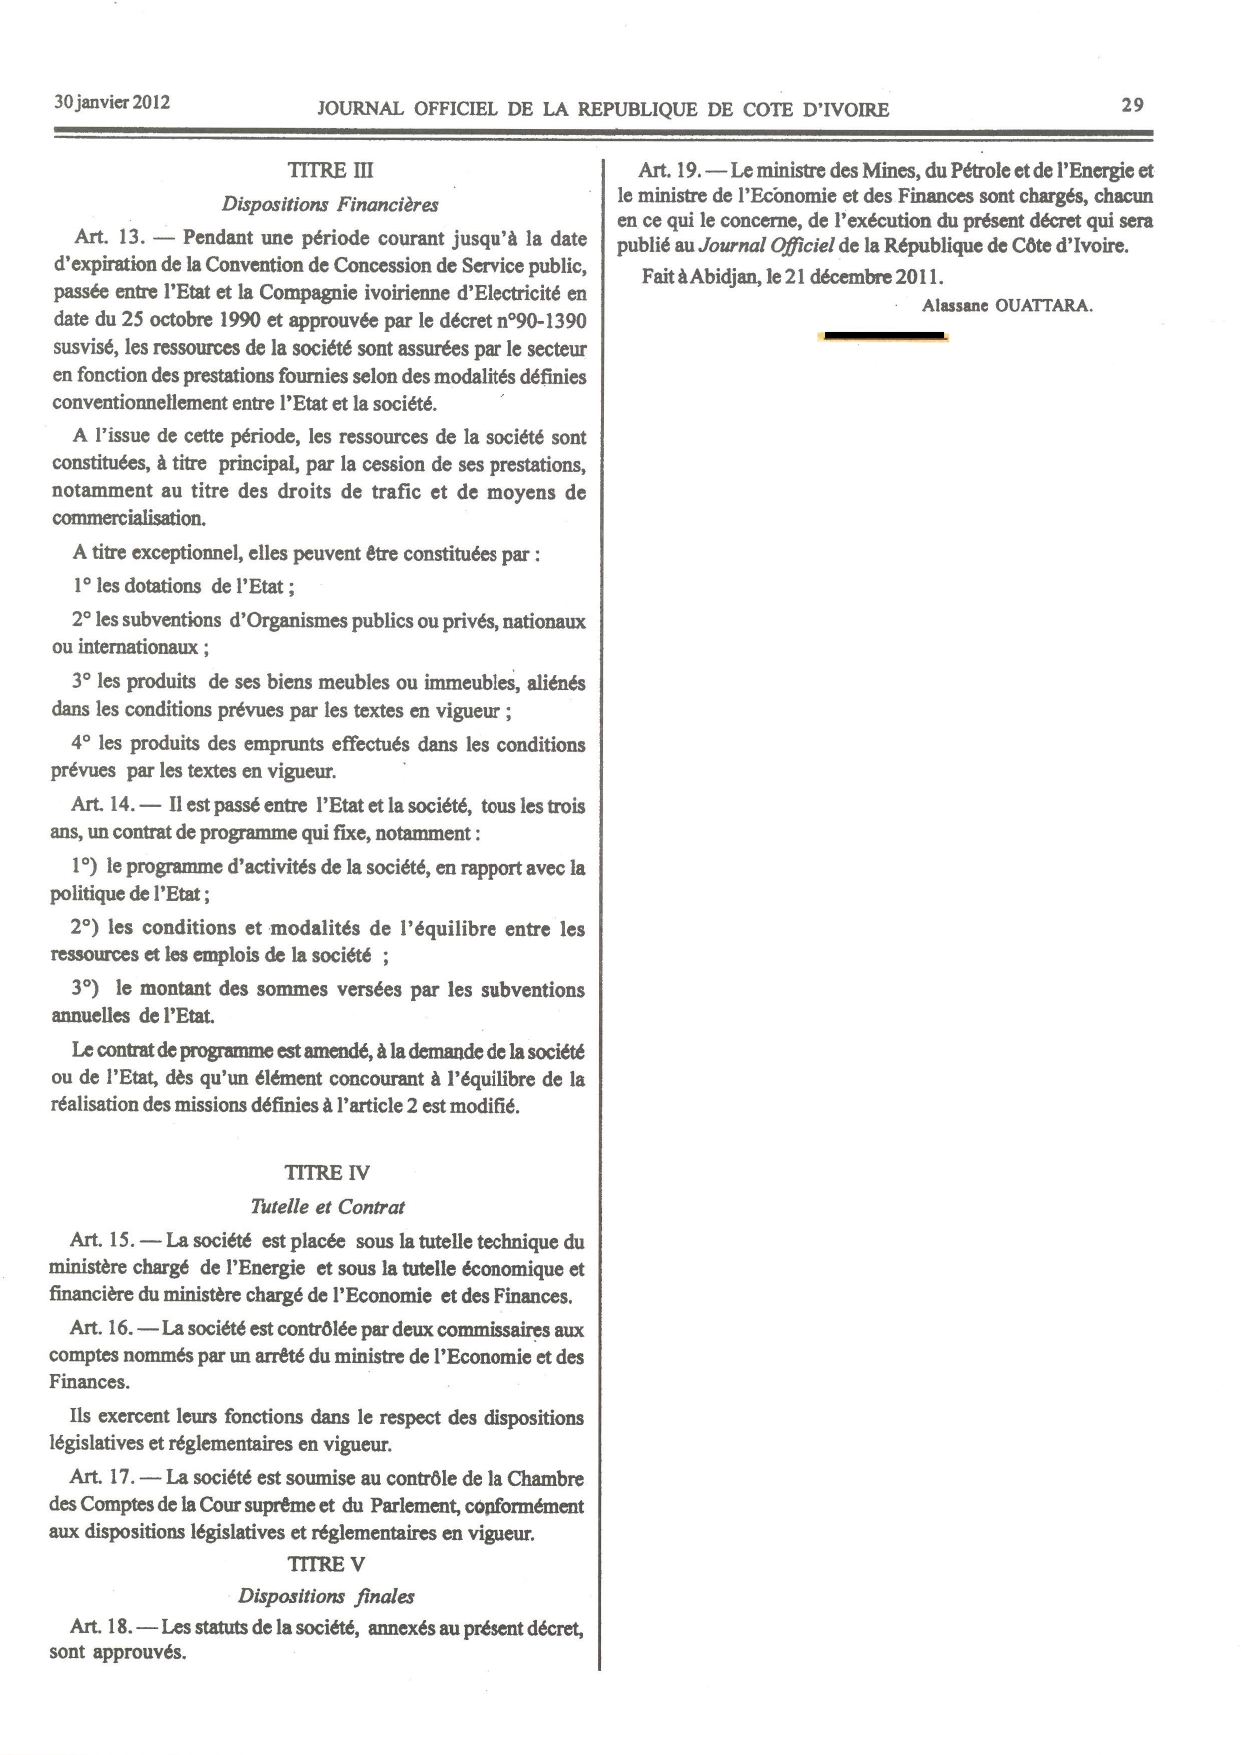 30 janvier 2012
JOURNAL OFFICIEL DE LA REPUBLIQUE DE COTE D'IVOIRE
29
TITRE III
Dispositions Financières
Art. 13. — Pendant une période courant jusqu'à la date
d'expiration de la Convention de Concession de Service public,
passée entre l'Etat et la Compagnie ivoirienne d'Electricité en
date du 25 octobre 1990 et approuvée par le décret n°90-1390
susvisé, les ressources de la société sont assurées par le secteur
en fonction des prestations fournies selon des modalités définies
conventionnellement entre l'Etat et la société.
A l'issue de cette période, les ressources de la société sont
constituées, à titre principal, par la cession de ses prestations,
notamment au titre des droits de trafic et de moyens de
commercialisation.
A titre exceptionnel, elles peuvent être constituées par :
1° les dotations de l'Etat ;
2° les subventions d'Organismes publics ou privés, nationaux
ou internationaux ;
3° les produits de ses biens meubles ou immeubles, aliénés
dans les conditions prévues par les textes en vigueur ;
4° les produits des emprunts effectués dans les conditions
prévues par les textes en vigueur.
Art. 14. — Il est passé entre l'Etat et la société, tous les trois
ans, un contrat de programme qui fixe, notamment :
1°) le programme d'activités de la société, en rapport avec la
politique de l'Etat ;
2°) les conditions et modalités de l'équilibre entre les
ressources et les emplois de la société ;
3°) le montant des sommes versées par les subventions
annuelles de l'Etat.
Le contrat de programme est amendé, à la demande de la société
ou de l'Etat, dès qu'un élément concourant à l'équilibre de la
réalisation des missions définies à l'article 2 est modifié.
TITRE IV
Tutelle et Contrat
Art. 15. — La société est placée sous la tutelle technique du
ministère chargé de l'Energie et sous la tutelle économique et
financière du ministère chargé de l'Economie et des Finances.
Art. 16. — La société est contrôlée par deux commissaires aux
comptes nommés par un arrêté du ministre de l'Economie et des
Finances.
Ils exercent leurs fonctions dans le respect des dispositions
législatives et réglementaires en vigueur.
Art. 17. — La société est soumise au contrôle de la Chambre
des Comptes de la Cour suprême et du Parlement, conformément
aux dispositions législatives et réglementaires en vigueur.
TITRE V
Dispositions finales
Art. 18. — Les statuts de la société, annexés au présent décret,
sont approuvés.
Art. 19. — Le ministre des Mines, du Pétrole et de l'Energie et
le ministre de l'Economie et des Finances sont chargés, chacun
en ce qui le concerne, de l'exécution du présent décret qui sera
publié au Journal Officiel de la République de Côte d'Ivoire.
Fait à Abidjan, le 21 décembre 2011.
Alassane OUATTARA.